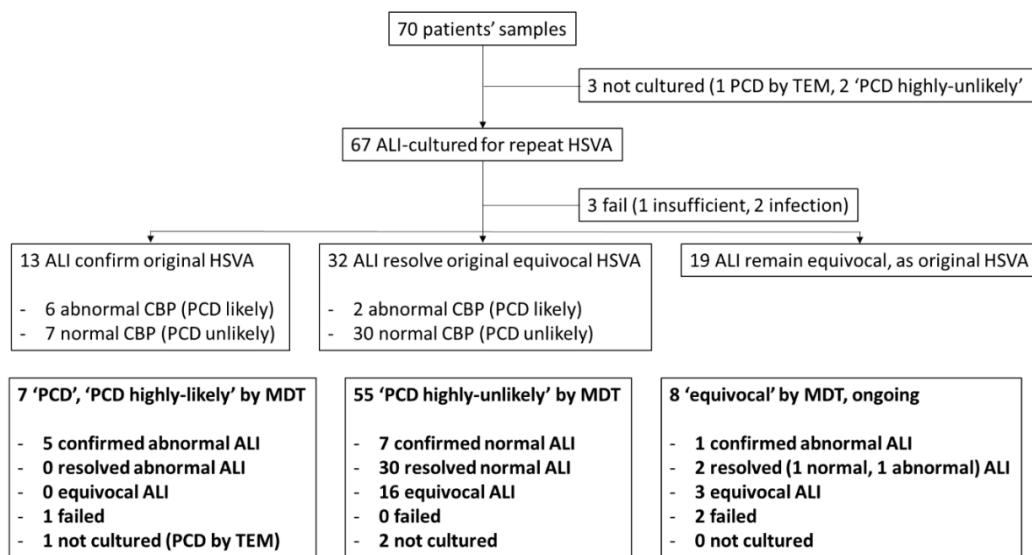 70 patients' samples
3 not cultured (1 PCD by TEM, 2 'PCD highly-unlikely'
67 ALI-cultured for repeat HSVA
3 fail (1 insufficient, 2 infection)
13 ALI confirm original HSVA
- 6 abnormal CBP (PCD likely)
- 7 normal CBP (PCD unlikely)
32 ALI resolve original equivocal HSVA
- 2 abnormal CBP (PCD likely)
- 30 normal CBP (PCD unlikely)
19 ALI remain equivocal, as original HSVA
7 'PCD', 'PCD highly-likely' by MDT
- 5 confirmed abnormal ALI
- 0 resolved abnormal ALI
- 0 equivocal ALI
- 1 failed
- 1 not cultured (PCD by TEM)
55 'PCD highly-unlikely' by MDT
- 7 confirmed normal ALI
- 30 resolved normal ALI
- 16 equivocal ALI
- 0 failed
- 2 not cultured
8 'equivocal' by MDT, ongoing
- 1 confirmed abnormal ALI
- 2 resolved (1 normal, 1 abnormal) ALI
- 3 equivocal ALI
- 2 failed
- 0 not cultured